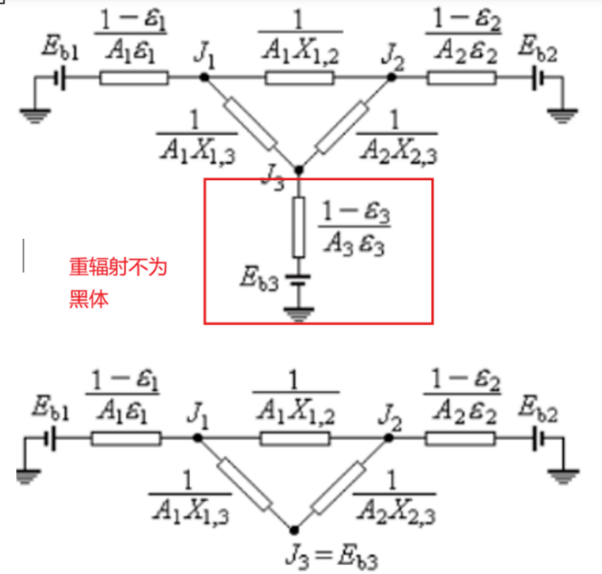 E_b1 (1-ε₁)/(A₁ε₁) J₁ 1/(A₁X₁,₂) J₂ (1-ε₂)/(A₂ε₂) E_b2
1/(A₁X₁,₃) 1/(A₂X₂,₃)
J₃
(1-ε₃)/(A₃ε₃)
E_b3
重辐射不为
黑体
E_b1 (1-ε₁)/(A₁ε₁) J₁ 1/(A₁X₁,₂) J₂ (1-ε₂)/(A₂ε₂) E_b2
1/(A₁X₁,₃) 1/(A₂X₂,₃)
J₃=E_b3